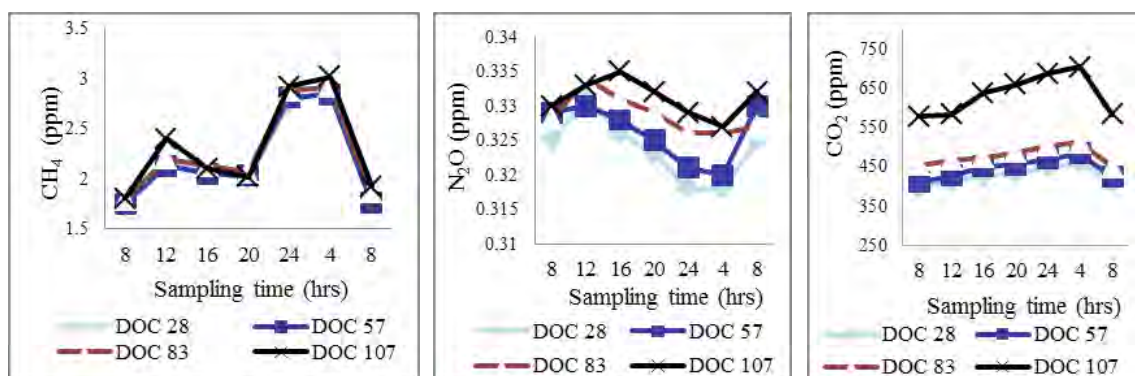 CH4 (ppm)
3.5
3
2.5
2
1.5
8 12 16 20 24 4 8
Sampling time (hrs)
DOC 28 DOC 57
DOC 83 DOC 107
N2O (ppm)
0.34
0.335
0.33
0.325
0.32
0.315
0.31
8 12 16 20 24 4 8
Sampling time (hrs)
DOC 28 DOC 57
DOC 83 DOC 107
CO2 (ppm)
750
650
550
450
350
250
8 12 16 20 24 4 8
Sampling time (hrs)
DOC 28 DOC 57
DOC 83 DOC 107